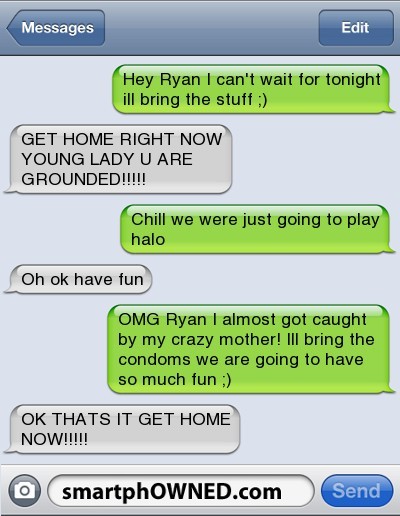 Messages
Edit
Hey Ryan I can't wait for tonight
ill bring the stuff ;)
GET HOME RIGHT NOW
YOUNG LADY U ARE
GROUNDED!!!!!
Chill we were just going to play
halo
Oh ok have fun
OMG Ryan I almost got caught
by my crazy mother! Ill bring the
condoms we are going to have
so much fun ;)
OK THATS IT GET HOME
NOW!!!!!
smartphOWNED.com
Send